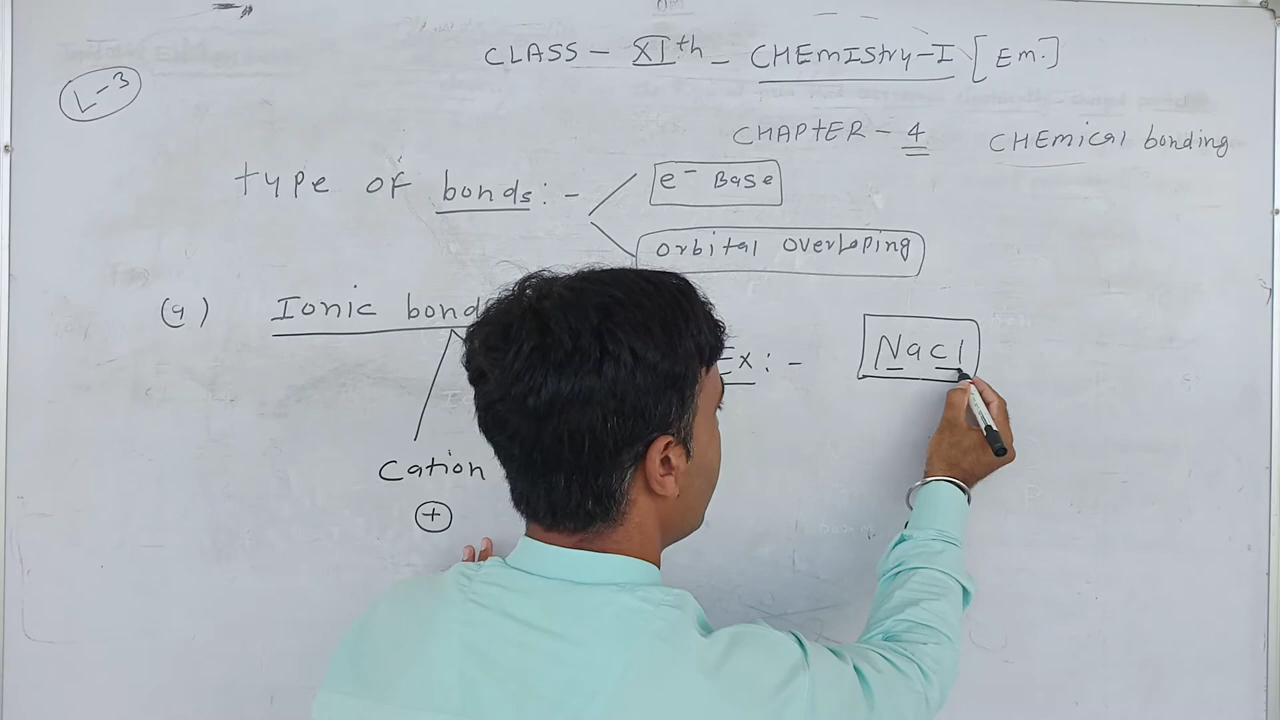 CLASS - XIth - CHEMIStry-I [Em.]
L-3
CHAPtER - 4 CHEMical bonding
type of bonds :-
e⁻ Base
orbital overloping
(a) Ionic bond
Ex :- Nacl
Cation
+